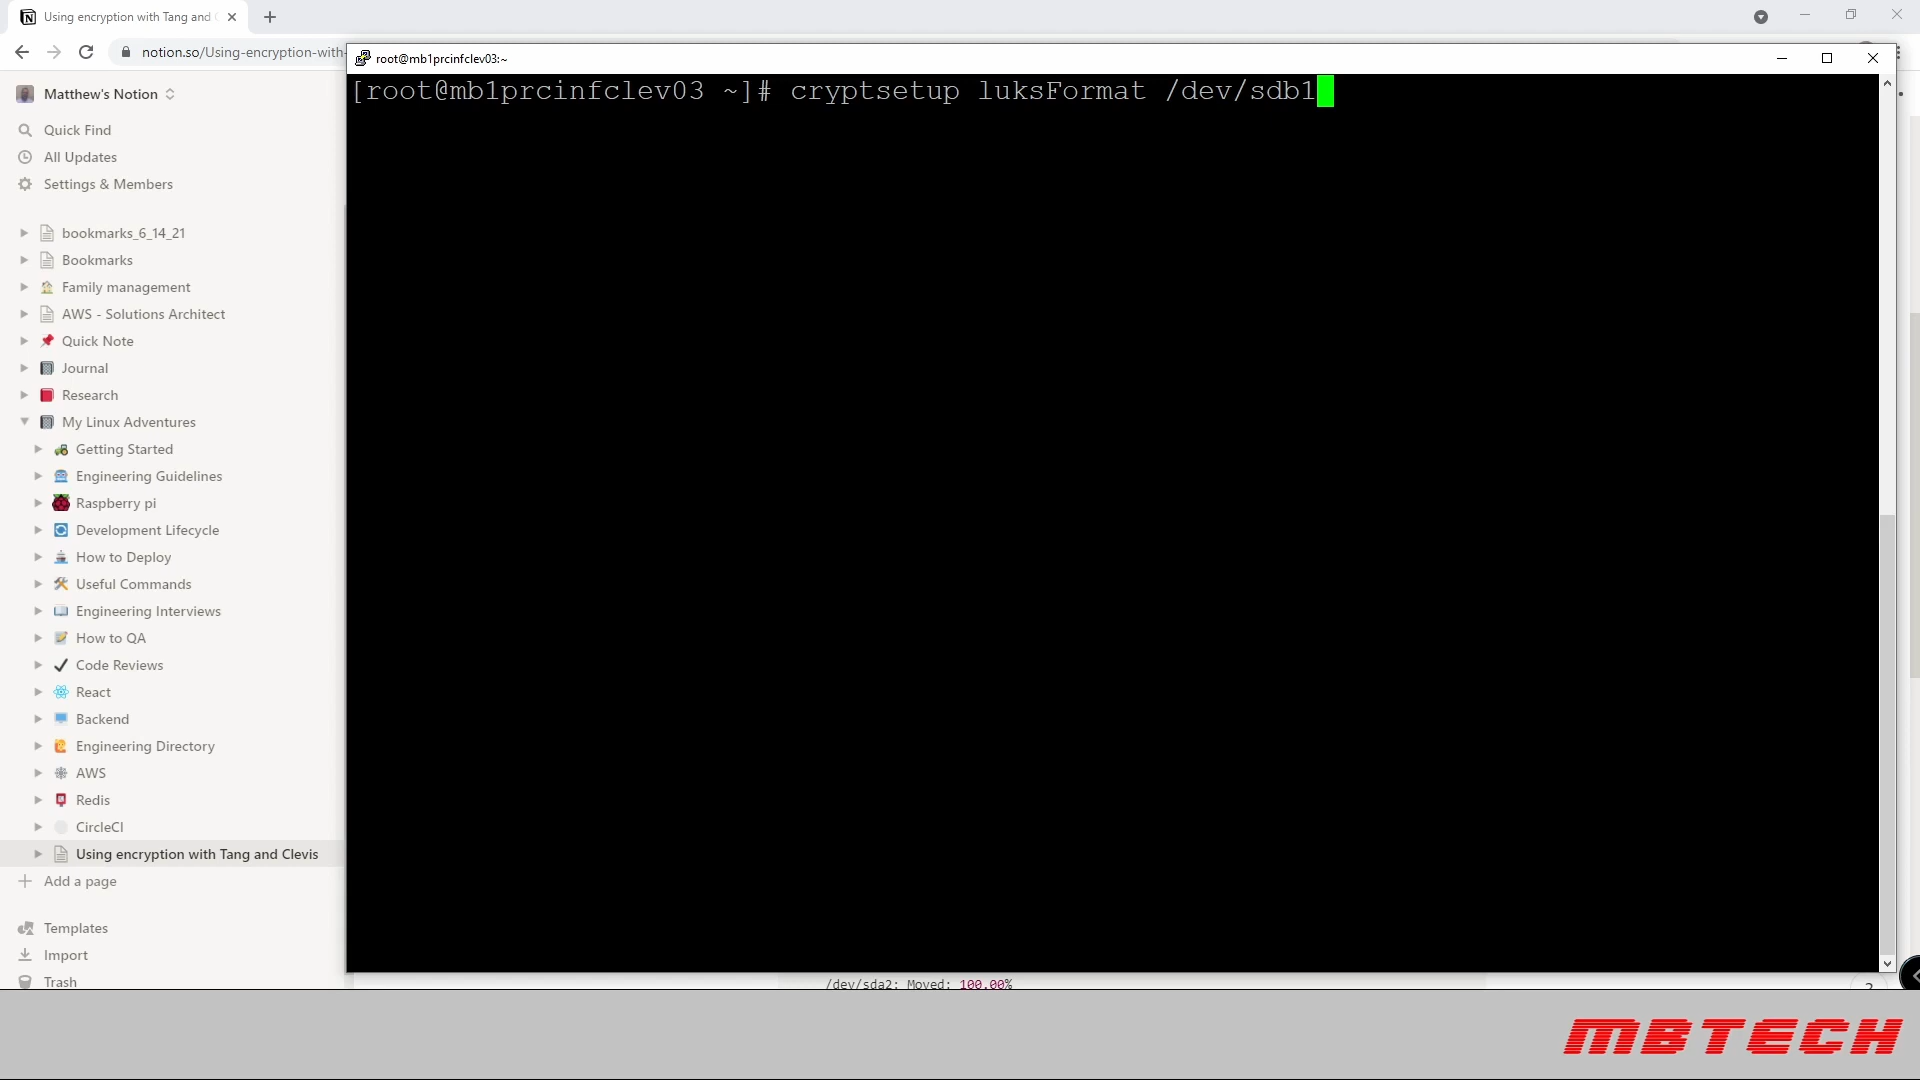 Using encryption with Tang and
notion.so/Using-encryption-with-
root@mb1prcinfclev03:~
[root@mb1prcinfclev03 ~]# cryptsetup luksFormat /dev/sdb1
Matthew's Notion
Quick Find
All Updates
Settings & Members
bookmarks_6_14_21
Bookmarks
Family management
AWS - Solutions Architect
Quick Note
Journal
Research
My Linux Adventures
Getting Started
Engineering Guidelines
Raspberry pi
Development Lifecycle
How to Deploy
Useful Commands
Engineering Interviews
How to QA
Code Reviews
React
Backend
Engineering Directory
AWS
Redis
CircleCI
Using encryption with Tang and Clevis
Add a page
Templates
Import
Trash
/dev/sda2: Moved: 100.00%
?
MBTECH